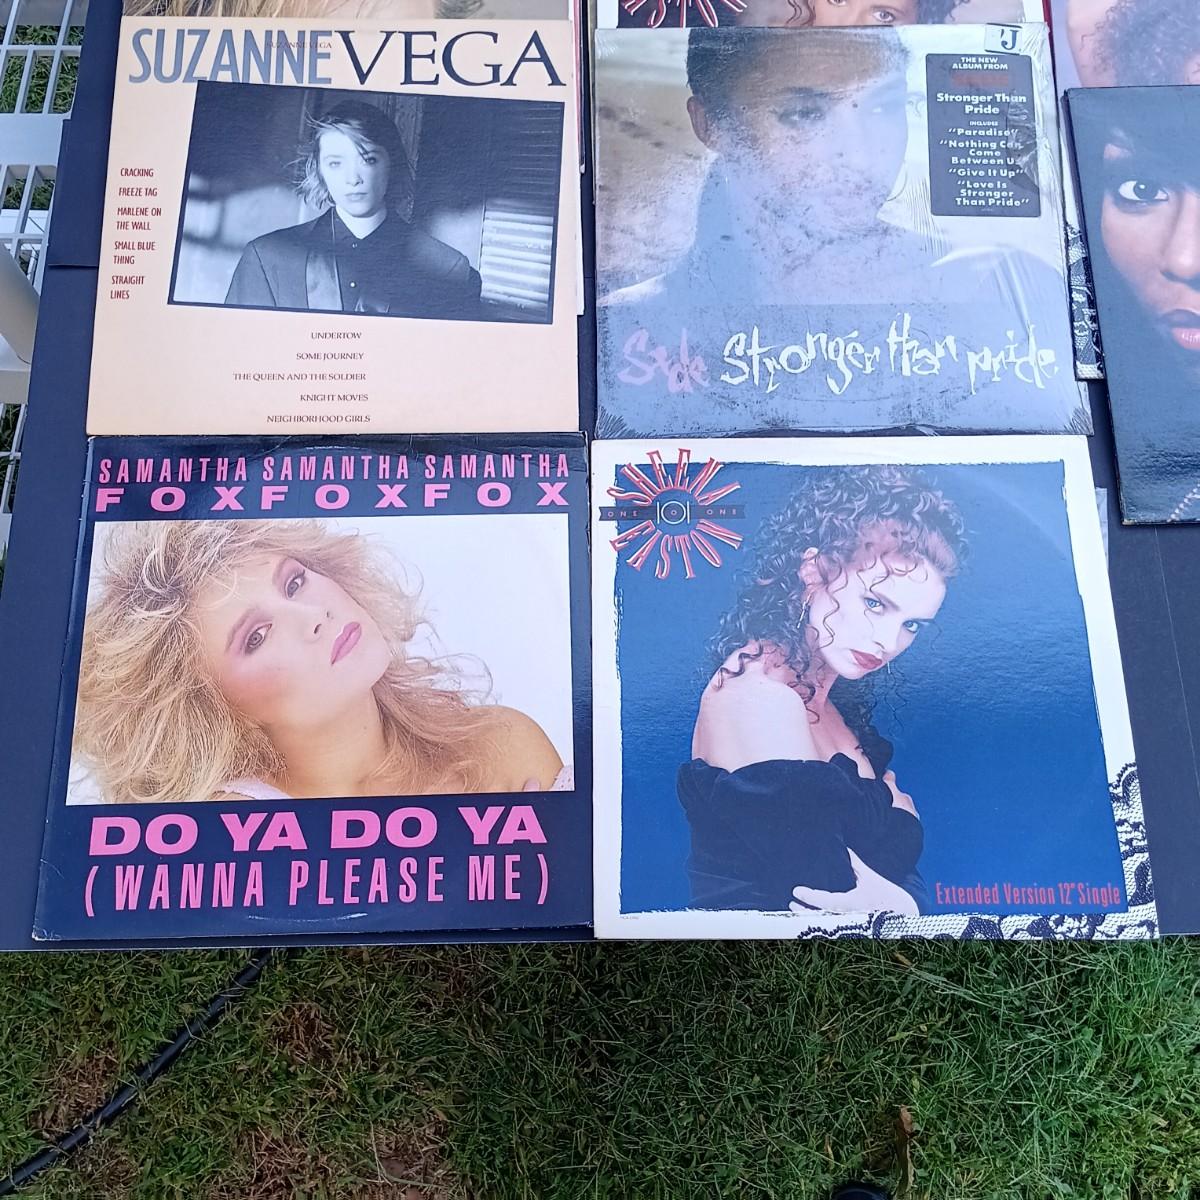 SUZANNE VEGA
SUZANNE VEGA
CRACKING
FREEZE TAG
MARLENE ON
THE WALL
SMALL BLUE
THING
STRAIGHT
LINES
UNDERTOW
SOME JOURNEY
THE QUEEN AND THE SOLDIER
KNIGHT MOVES
NEIGHBORHOOD GIRLS
'J
THE NEW
ALBUM FROM
Stronger Than
Pride
INCLUDES
"Paradise"
"Nothing Can
Come
Between Us
"Give It Up"
"Love Is
Stronger
Than Pride"
Sade Stronger than pride
SAMANTHA SAMANTHA SAMANTHA
FOXFOXFOX
DO YA DO YA
(WANNA PLEASE ME)
SHEENA
ONE 101 ONE
EASTON
Extended Version 12" Single